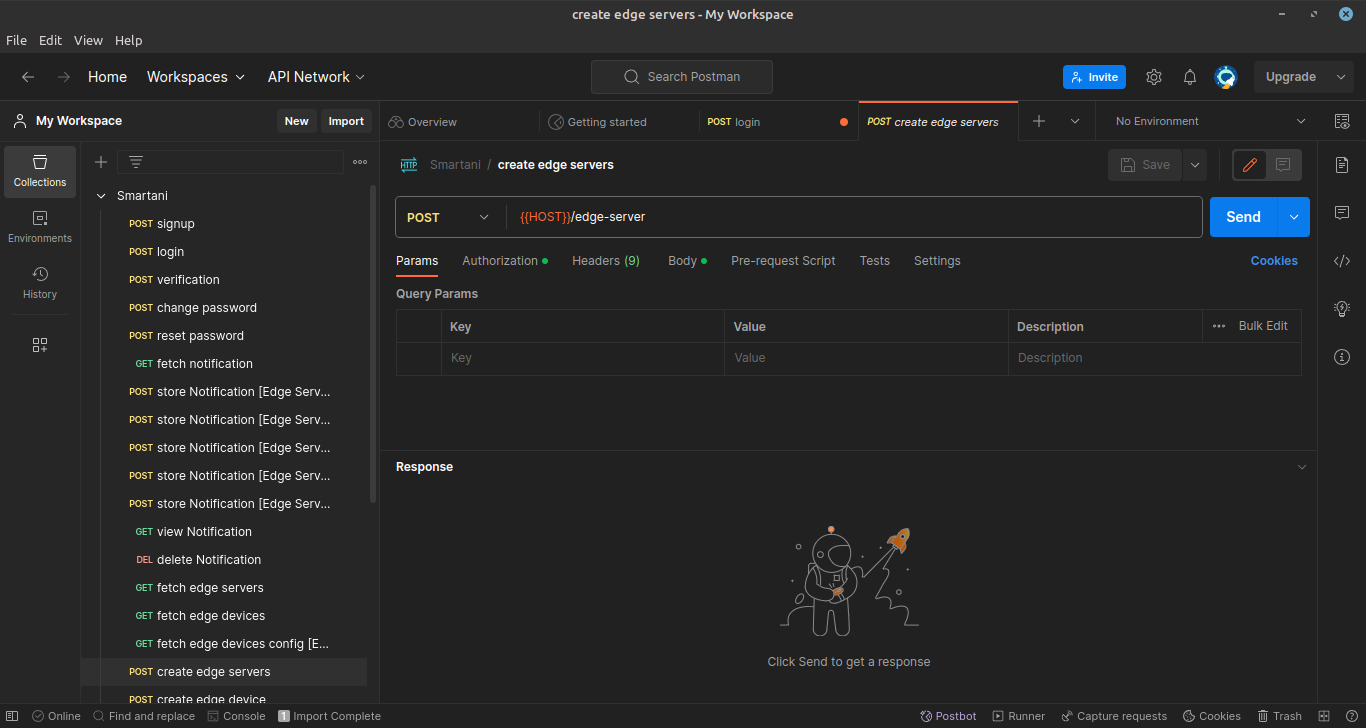 create edge servers - My Workspace
File Edit View Help
Home Workspaces API Network Search Postman Invite Upgrade
My Workspace New Import
Overview Getting started POST login POST create edge servers No Environment
Collections
Environments
History
Smartani
POST signup
POST login
POST verification
POST change password
POST reset password
GET fetch notification
POST store Notification [Edge Serv...
POST store Notification [Edge Serv...
POST store Notification [Edge Serv...
POST store Notification [Edge Serv...
POST store Notification [Edge Serv...
GET view Notification
DEL delete Notification
GET fetch edge servers
GET fetch edge devices
GET fetch edge devices config [E...
POST create edge servers
POST create edge device
HTTP Smartani / create edge servers Save
POST {{HOST}}/edge-server Send
Params Authorization Headers (9) Body Pre-request Script Tests Settings Cookies
Query Params
Key Value Description Bulk Edit
Key Value Description
Response
Click Send to get a response
Online Find and replace Console 1 Import Complete Postbot Runner Capture requests Cookies Trash